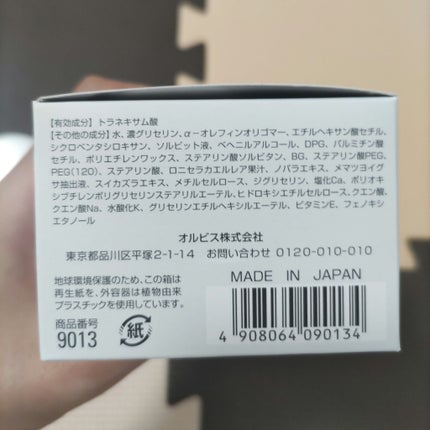 【有効成分】トラネキサム酸
【その他の成分】水、濃グリセリン、α－オレフィンオリゴマー、エチルヘキサン酸セチル、
シクロペンタシロキサン、ソルビット液、ベヘニルアルコール、DPG、パルミチン酸
セチル、ポリエチレンワックス、ステアリン酸ソルビタン、BG、ステアリン酸PEG、
PEG(120)、ステアリン酸、ロニセラカエルレア果汁、ノバラエキス、メマツヨイグ
サ抽出液、スイカズラエキス、メチルセルロース、ジグリセリン、塩化Ca、ポリオキ
シブチレンポリグリセリンステアリルエーテル、ヒドロキシエチルセルロース、クエン酸、
クエン酸Na、水酸化K、グリセリンエチルヘキシルエーテル、ビタミンE、フェノキシ
エタノール
オルビス株式会社
東京都品川区平塚2-1-14 お問い合わせ 0120-010-010
地球環境保護のため、この箱は
再生紙を、外容器は植物由来
プラスチックを使用しています。
商品番号
9013
紙
MADE IN JAPAN
4 908064 090134